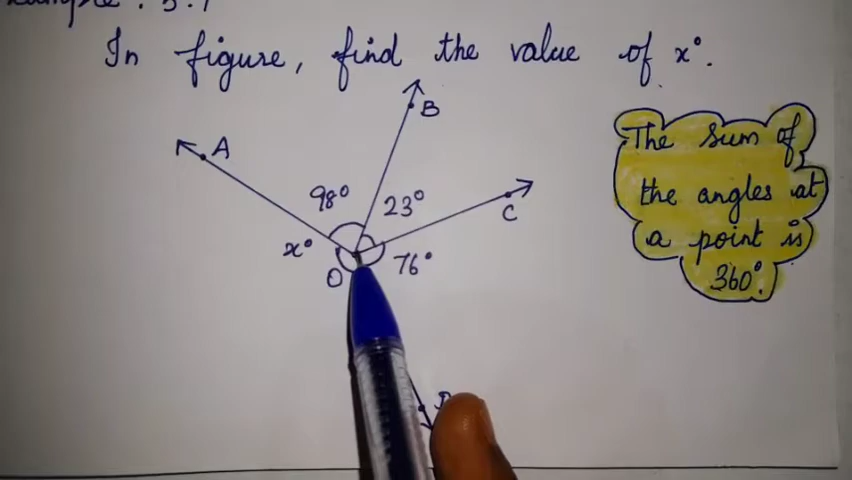 In figure, find the value of x°.
B
A
98°
23°
C
x°
76°
O
The sum of
the angles at
a point is
360°.